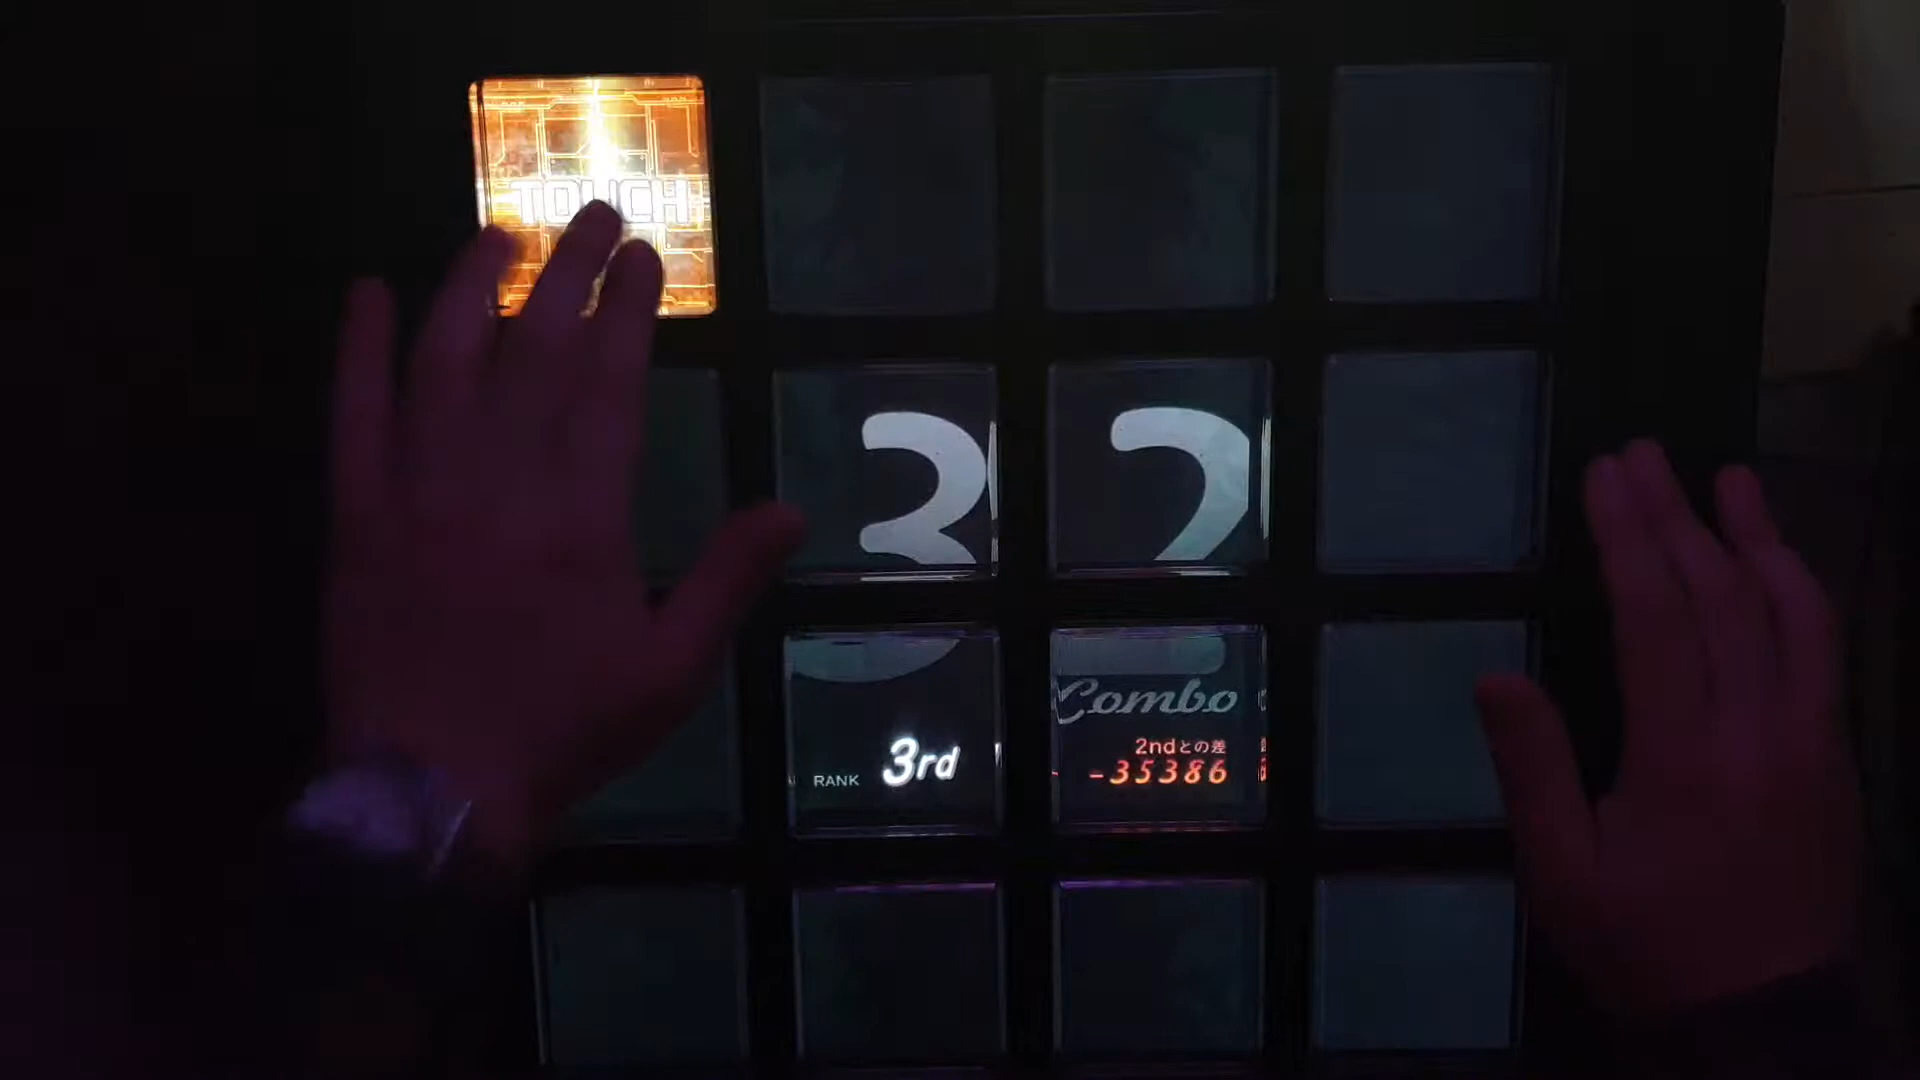 TOUCH
32
Combo
RANK 3rd
2ndとの差
-35386